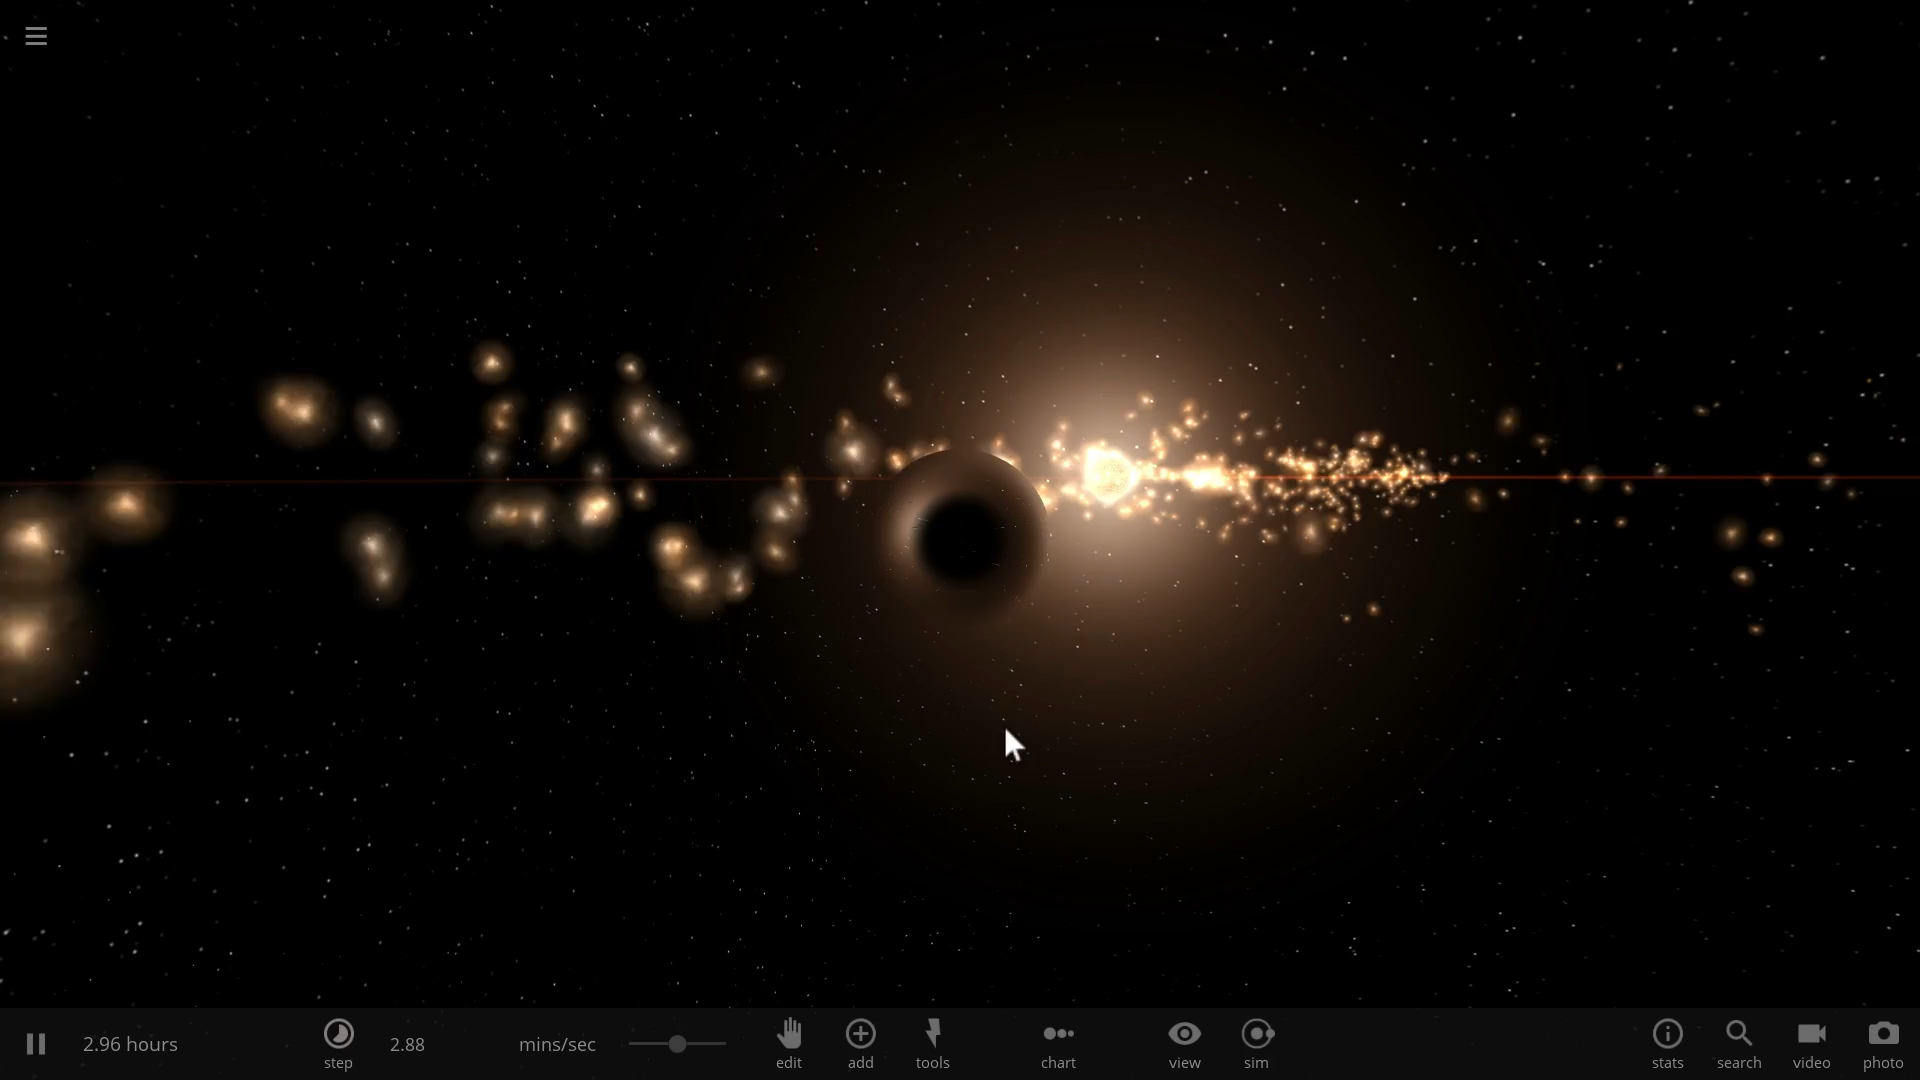 2.96 hours
step
2.88
mins/sec
edit
add
tools
chart
view
sim
stats
search
video
photo